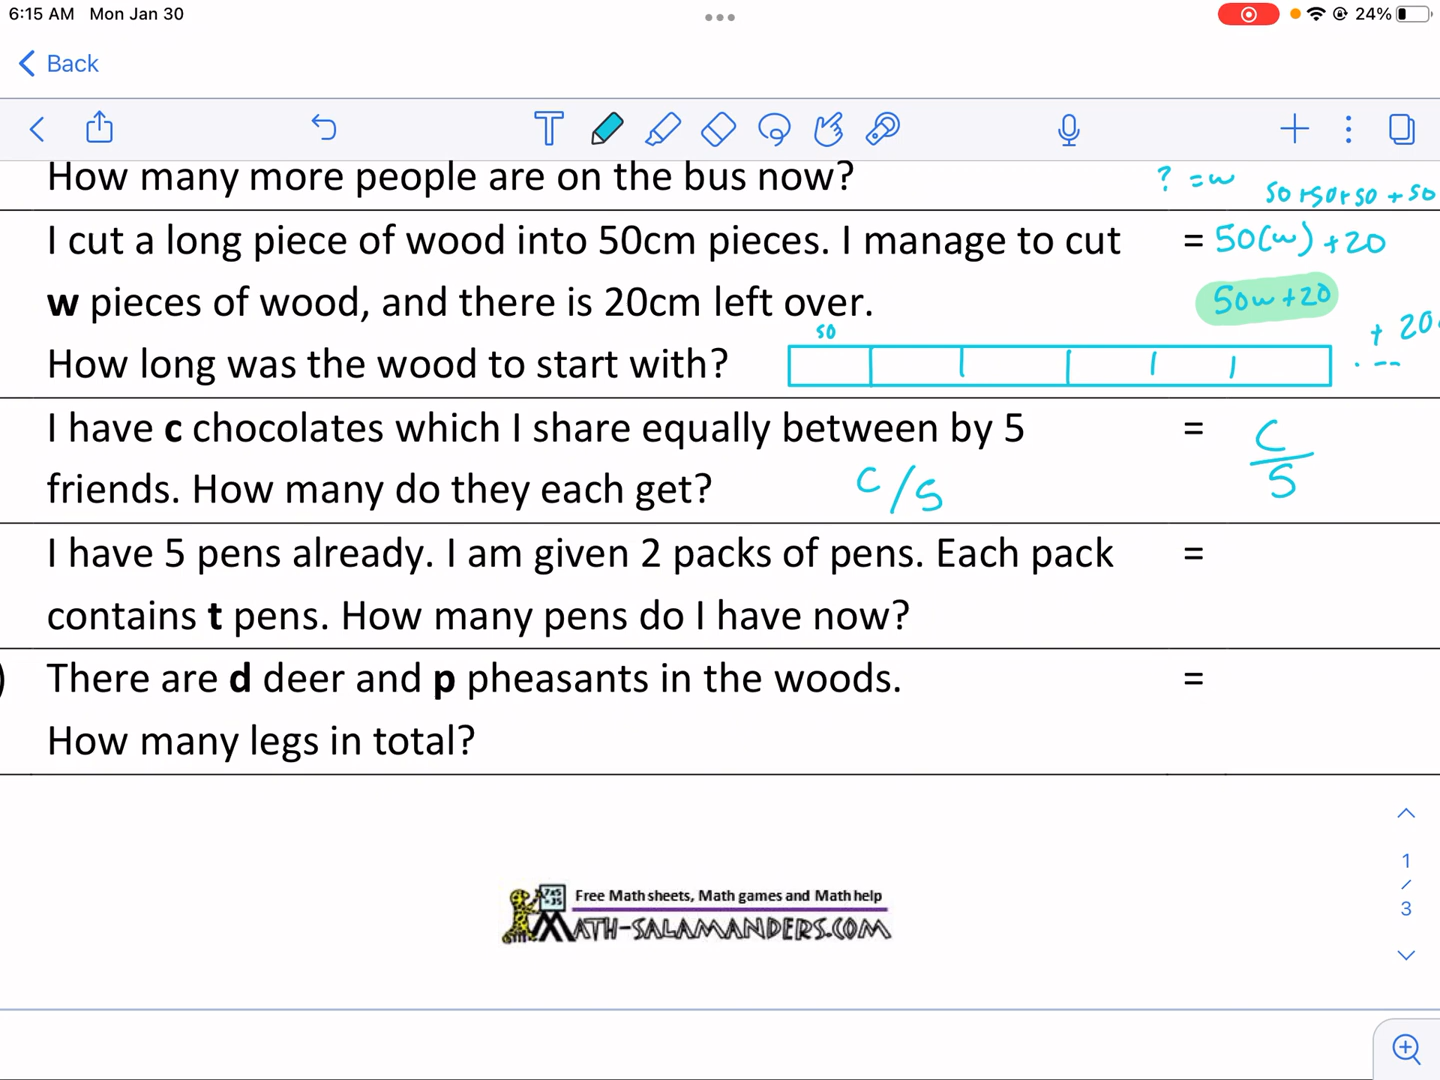 6:15 AM Mon Jan 30
24%
Back
How many more people are on the bus now?
? = w 50+50+50+50
I cut a long piece of wood into 50cm pieces. I manage to cut = 50(w) + 20
w pieces of wood, and there is 20cm left over. 50w + 20
50
+ 20
How long was the wood to start with?
I have c chocolates which I share equally between by 5 = c/5
friends. How many do they each get? c/5
I have 5 pens already. I am given 2 packs of pens. Each pack =
contains t pens. How many pens do I have now?
) There are d deer and p pheasants in the woods. =
How many legs in total?
1
/
3
7x5
=35
Free Math sheets, Math games and Math help
MATH-SALAMANDERS.COM